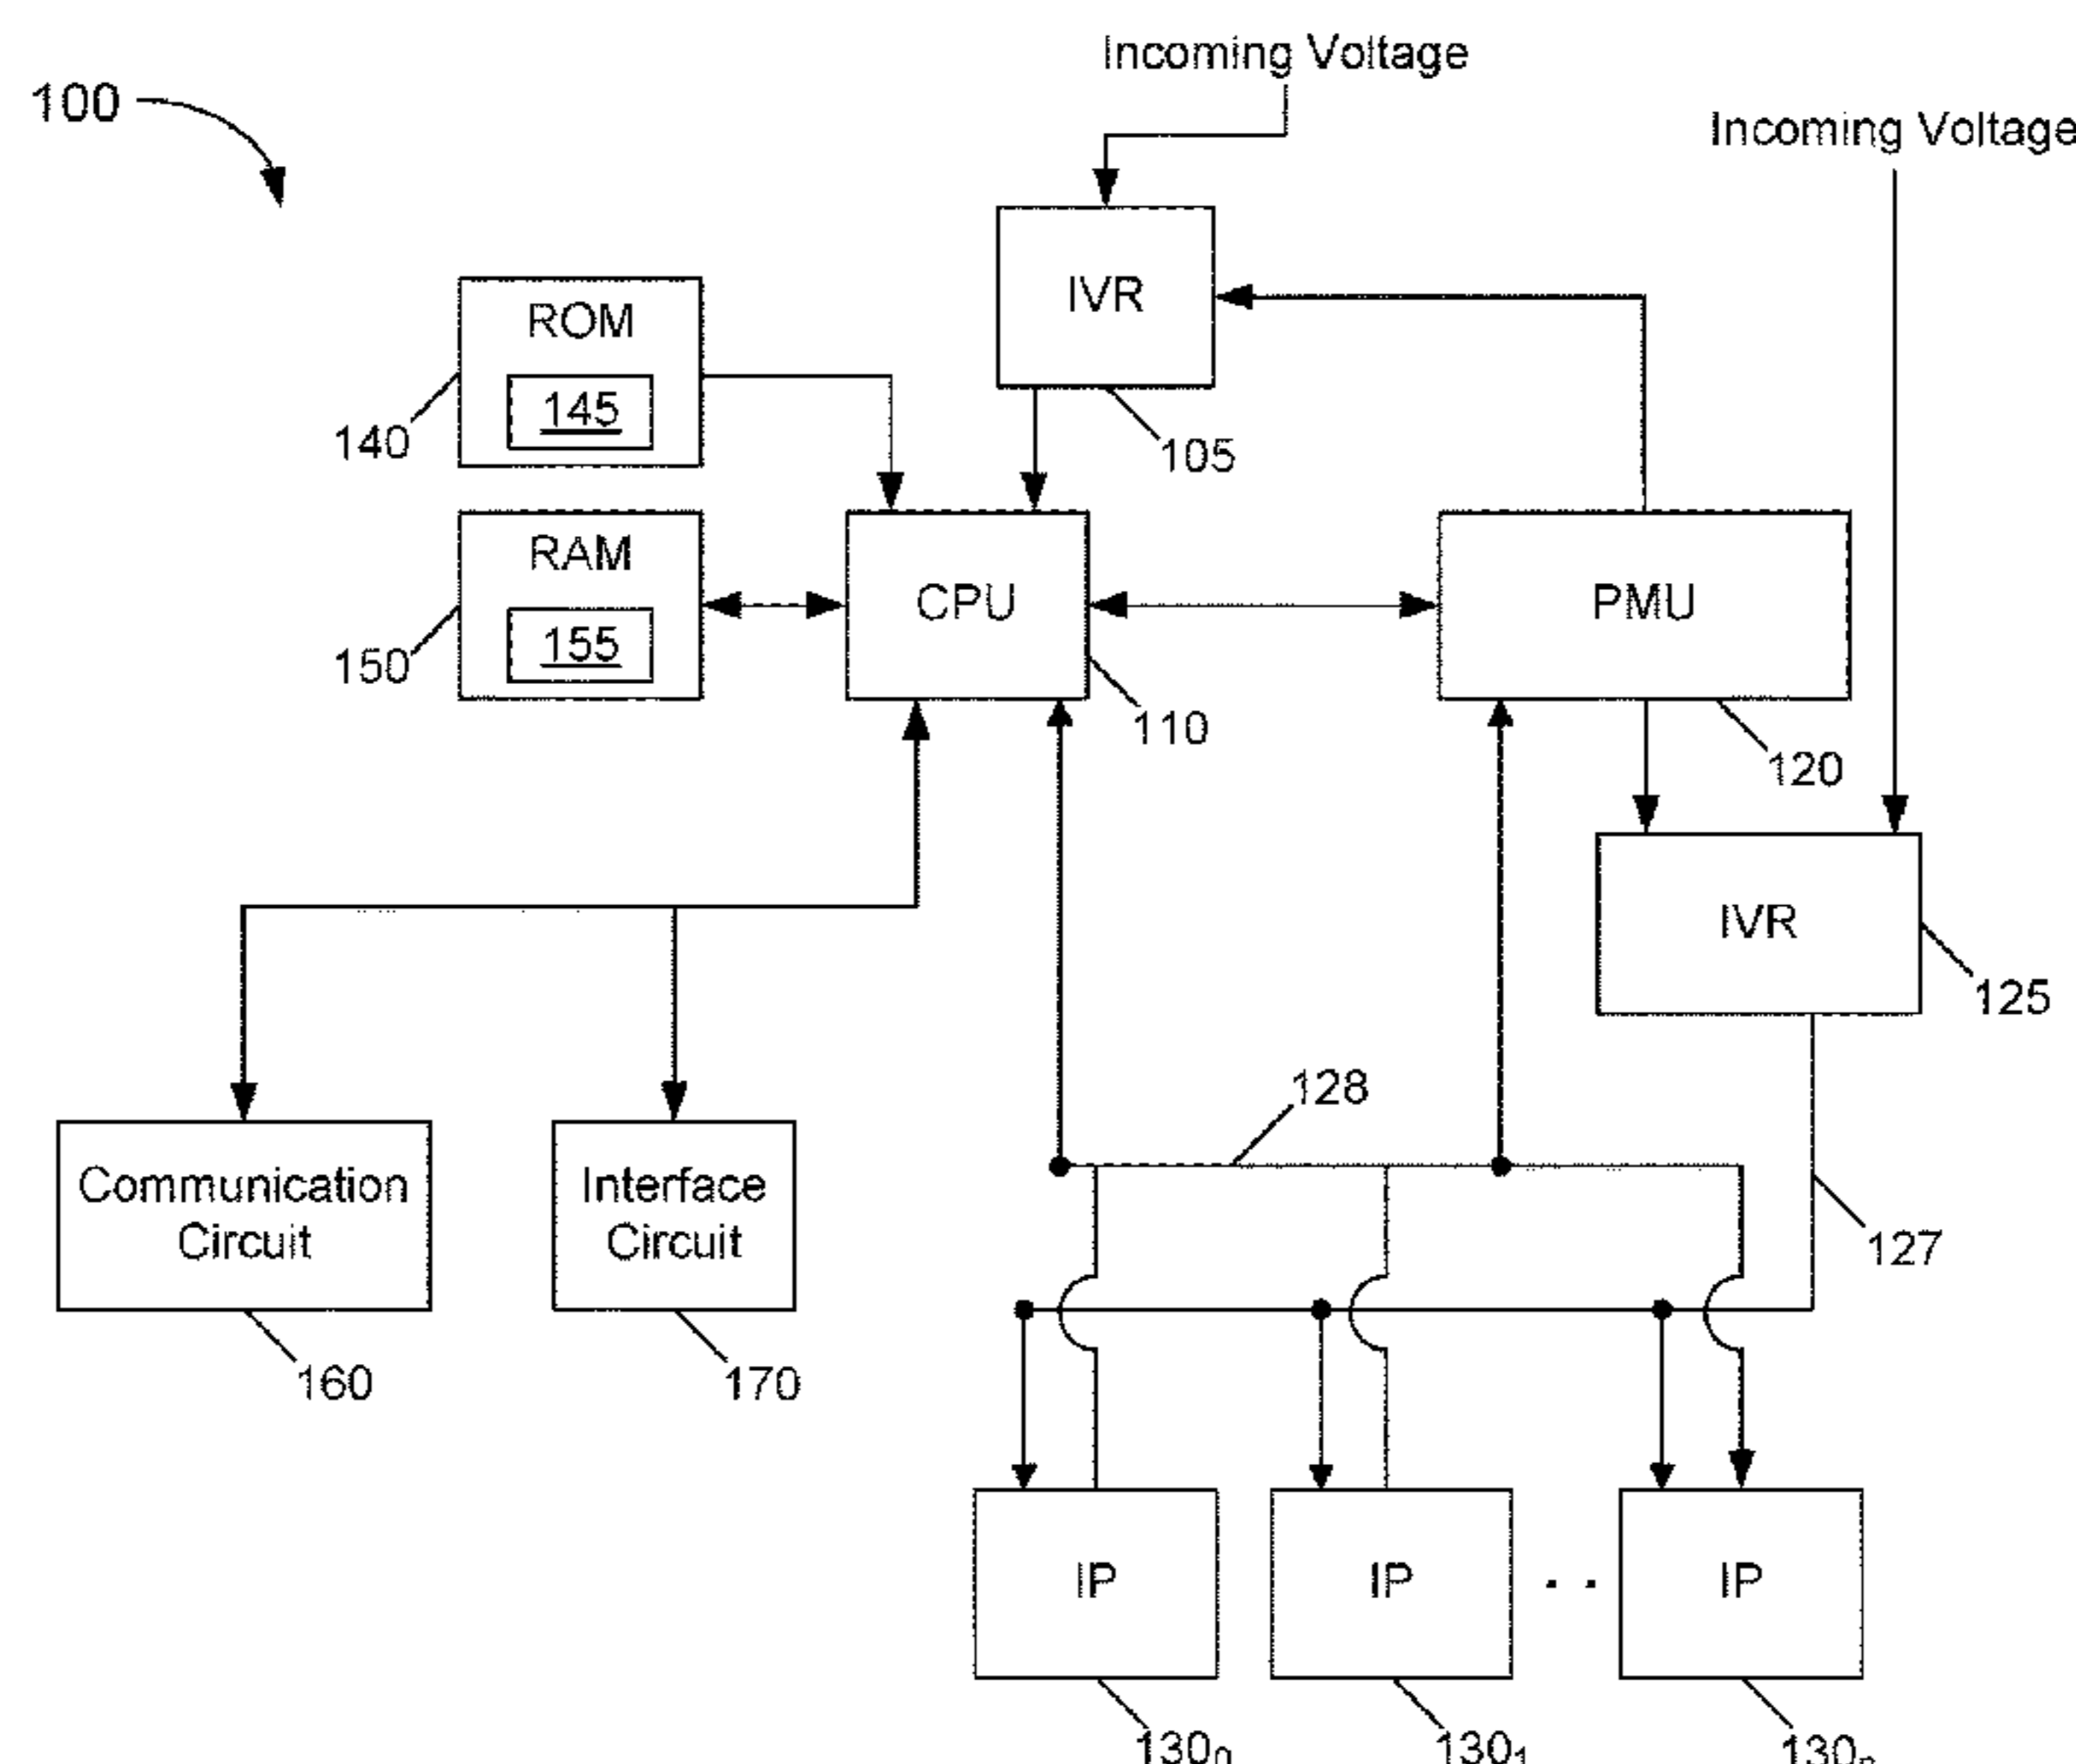 Incoming Voltage
100
Incoming Voltage
IVR
ROM
145
140
105
RAM
CPU
PMU
155
150
110
120
IVR
125
128
Communication
Circuit
Interface
Circuit
127
160
170
IP
IP
. .
IP
130₀
130₁